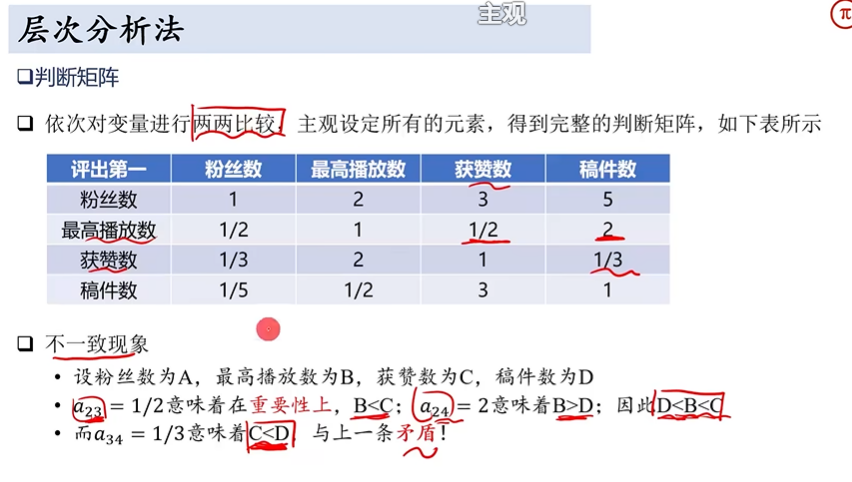 主观
π
层次分析法
判断矩阵
依次对变量进行两两比较，主观设定所有的元素，得到完整的判断矩阵，如下表所示
评出第一 粉丝数 最高播放数 获赞数 稿件数
粉丝数 1 2 3 5
最高播放数 1/2 1 1/2 2
获赞数 1/3 2 1 1/3
稿件数 1/5 1/2 3 1
不一致现象
• 设粉丝数为A，最高播放数为B，获赞数为C，稿件数为D
• a₂₃ = 1/2意味着在重要性上，B<C；a₂₄ = 2意味着B>D；因此D<B<C
• 而a₃₄ = 1/3意味着C<D，与上一条矛盾！